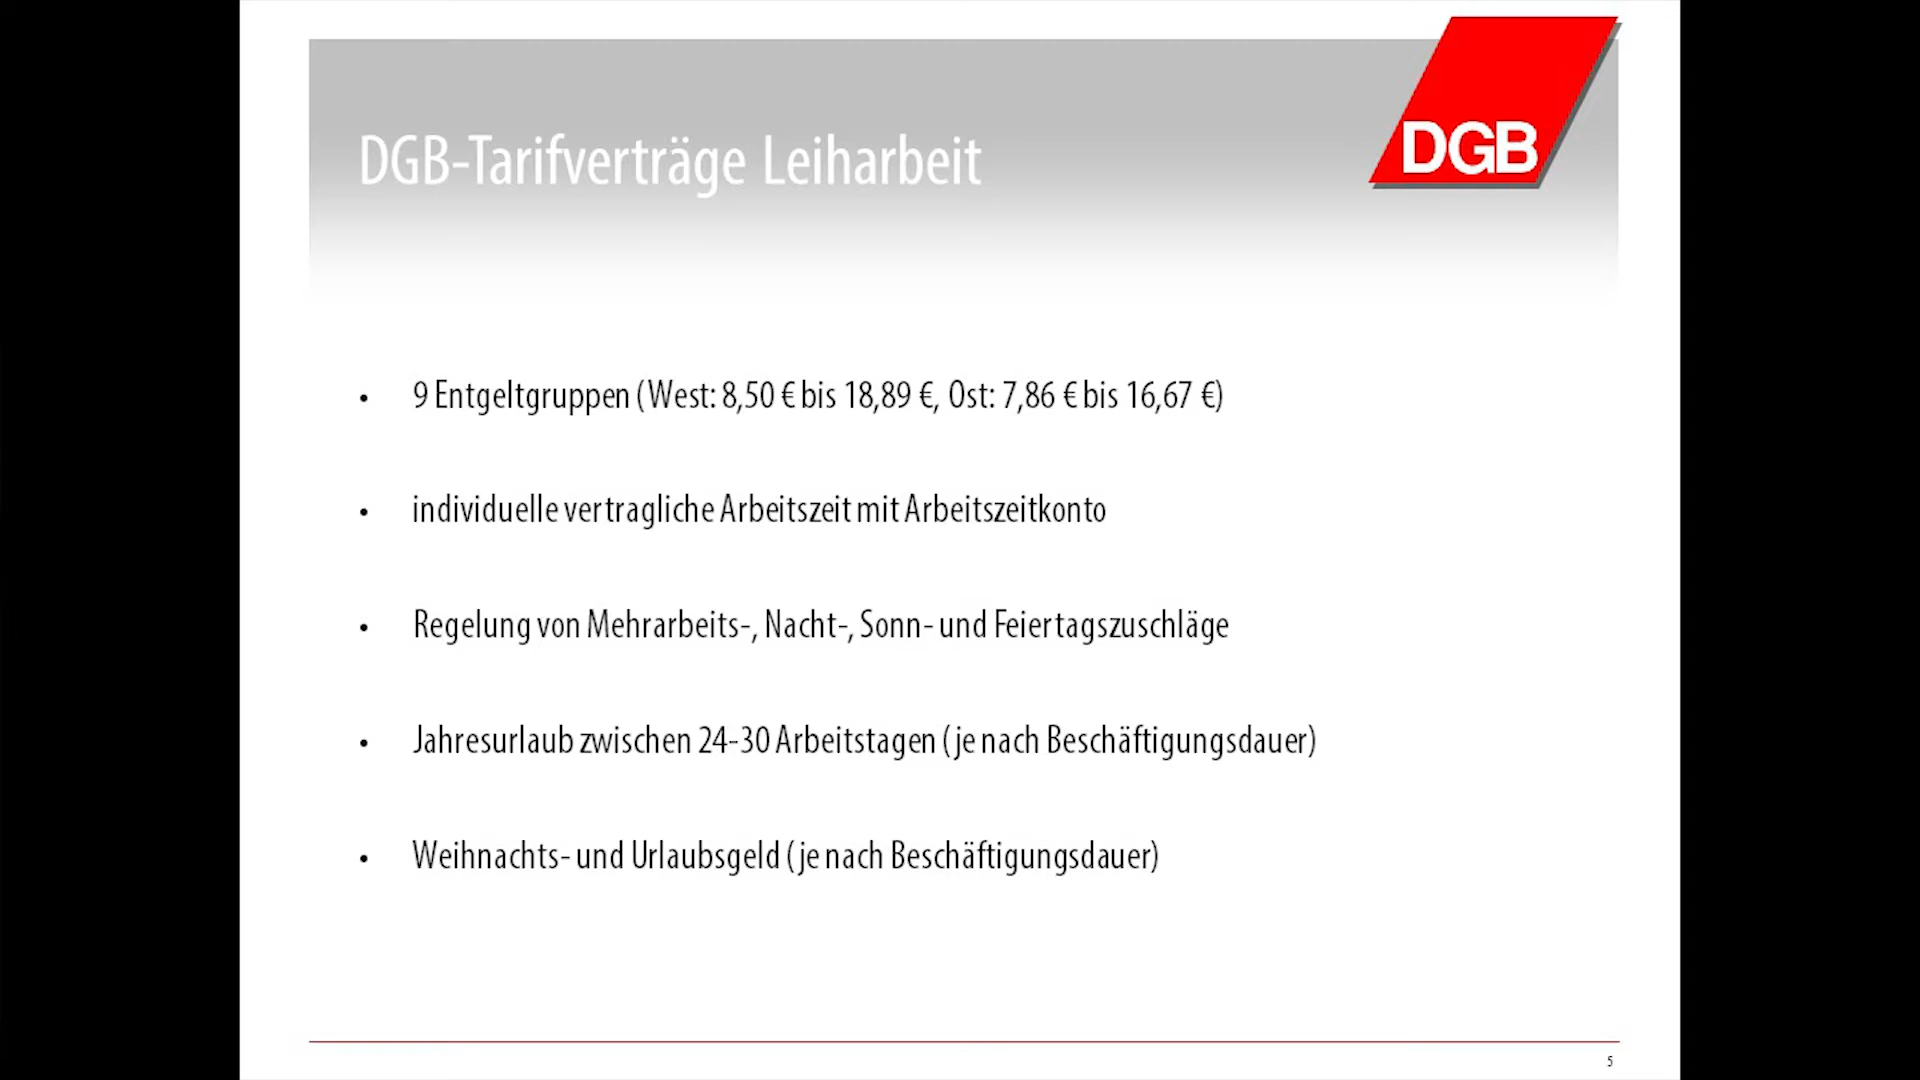 DGB
DGB-Tarifverträge Leiharbeit
• 9 Entgeltgruppen (West: 8,50 € bis 18,89 €, Ost: 7,86 € bis 16,67 €)
• individuelle vertragliche Arbeitszeit mit Arbeitszeitkonto
• Regelung von Mehrarbeits-, Nacht-, Sonn- und Feiertagszuschläge
• Jahresurlaub zwischen 24-30 Arbeitstagen (je nach Beschäftigungsdauer)
• Weihnachts- und Urlaubsgeld (je nach Beschäftigungsdauer)
5